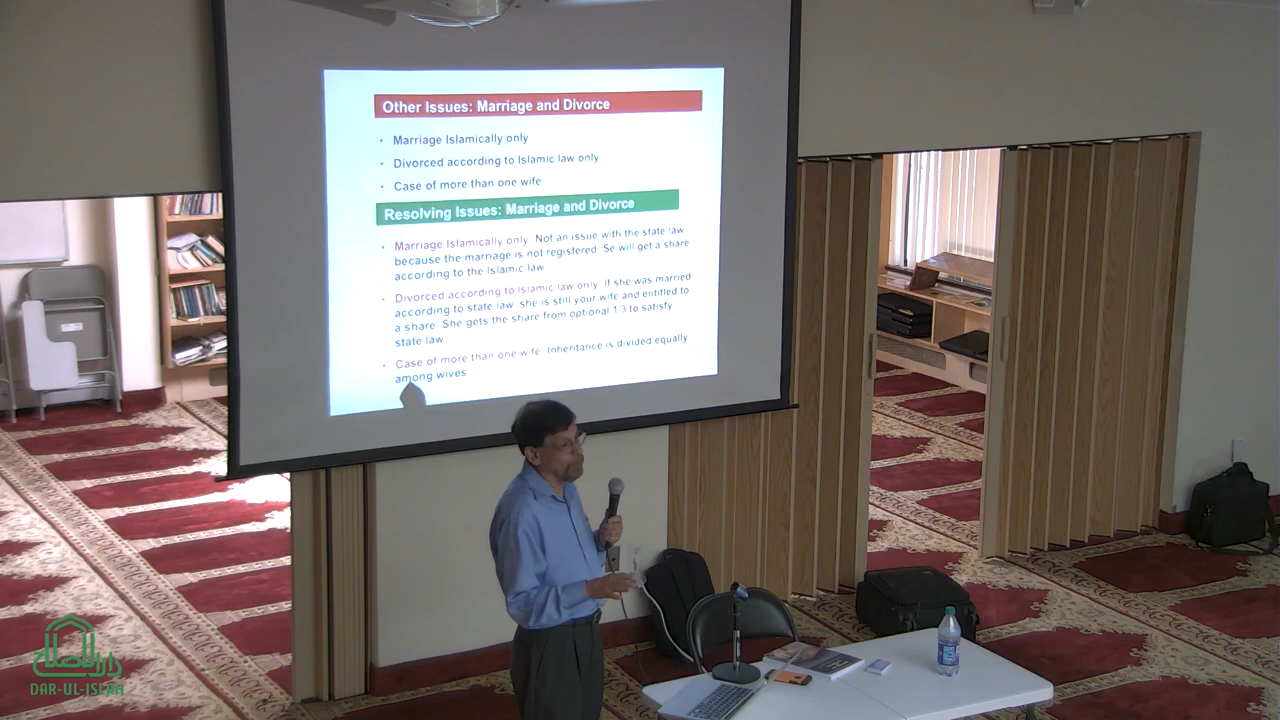 Other Issues: Marriage and Divorce
• Marriage Islamically only
• Divorced according to Islamic law only
• Case of more than one wife
Resolving Issues: Marriage and Divorce
• Marriage Islamically only Not an issue with the state law
because the marriage is not registered Se will get a share
according to the Islamic law
• Divorced according to Islamic law only If she was married
according to state law she is still your wife and entitled to
a share She gets the share from optional 1/3 to satisfy
state law
• Case of more than one wife Inheritance is divided equally
among wives
دار الإصلاح
DAR-UL-ISLAH